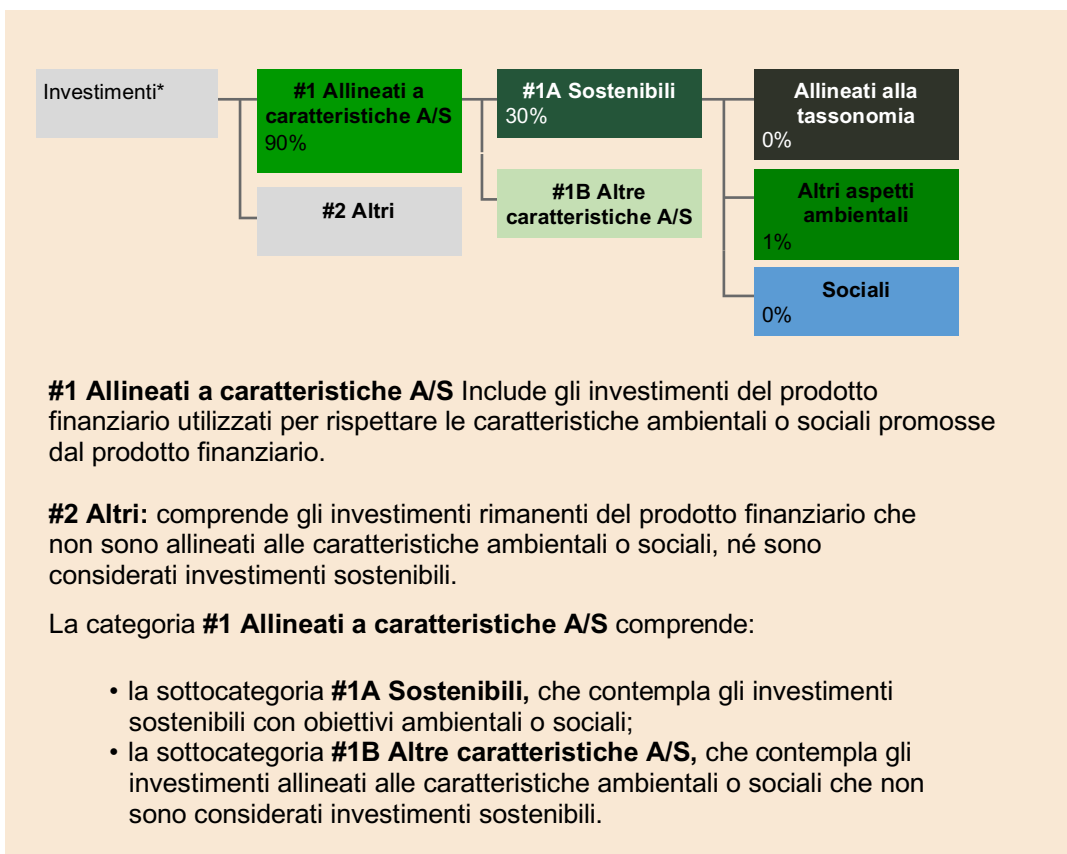 Investimenti*
#1 Allineati a
caratteristiche A/S
90%
#2 Altri
#1A Sostenibili
30%
#1B Altre
caratteristiche A/S
Allineati alla
tassonomia
0%
Altri aspetti
ambientali
1%
Sociali
0%
#1 Allineati a caratteristiche A/S Include gli investimenti del prodotto
finanziario utilizzati per rispettare le caratteristiche ambientali o sociali promosse
dal prodotto finanziario.
#2 Altri: comprende gli investimenti rimanenti del prodotto finanziario che
non sono allineati alle caratteristiche ambientali o sociali, né sono
considerati investimenti sostenibili.
La categoria #1 Allineati a caratteristiche A/S comprende:
• la sottocategoria #1A Sostenibili, che contempla gli investimenti
sostenibili con obiettivi ambientali o sociali;
• la sottocategoria #1B Altre caratteristiche A/S, che contempla gli
investimenti allineati alle caratteristiche ambientali o sociali che non
sono considerati investimenti sostenibili.